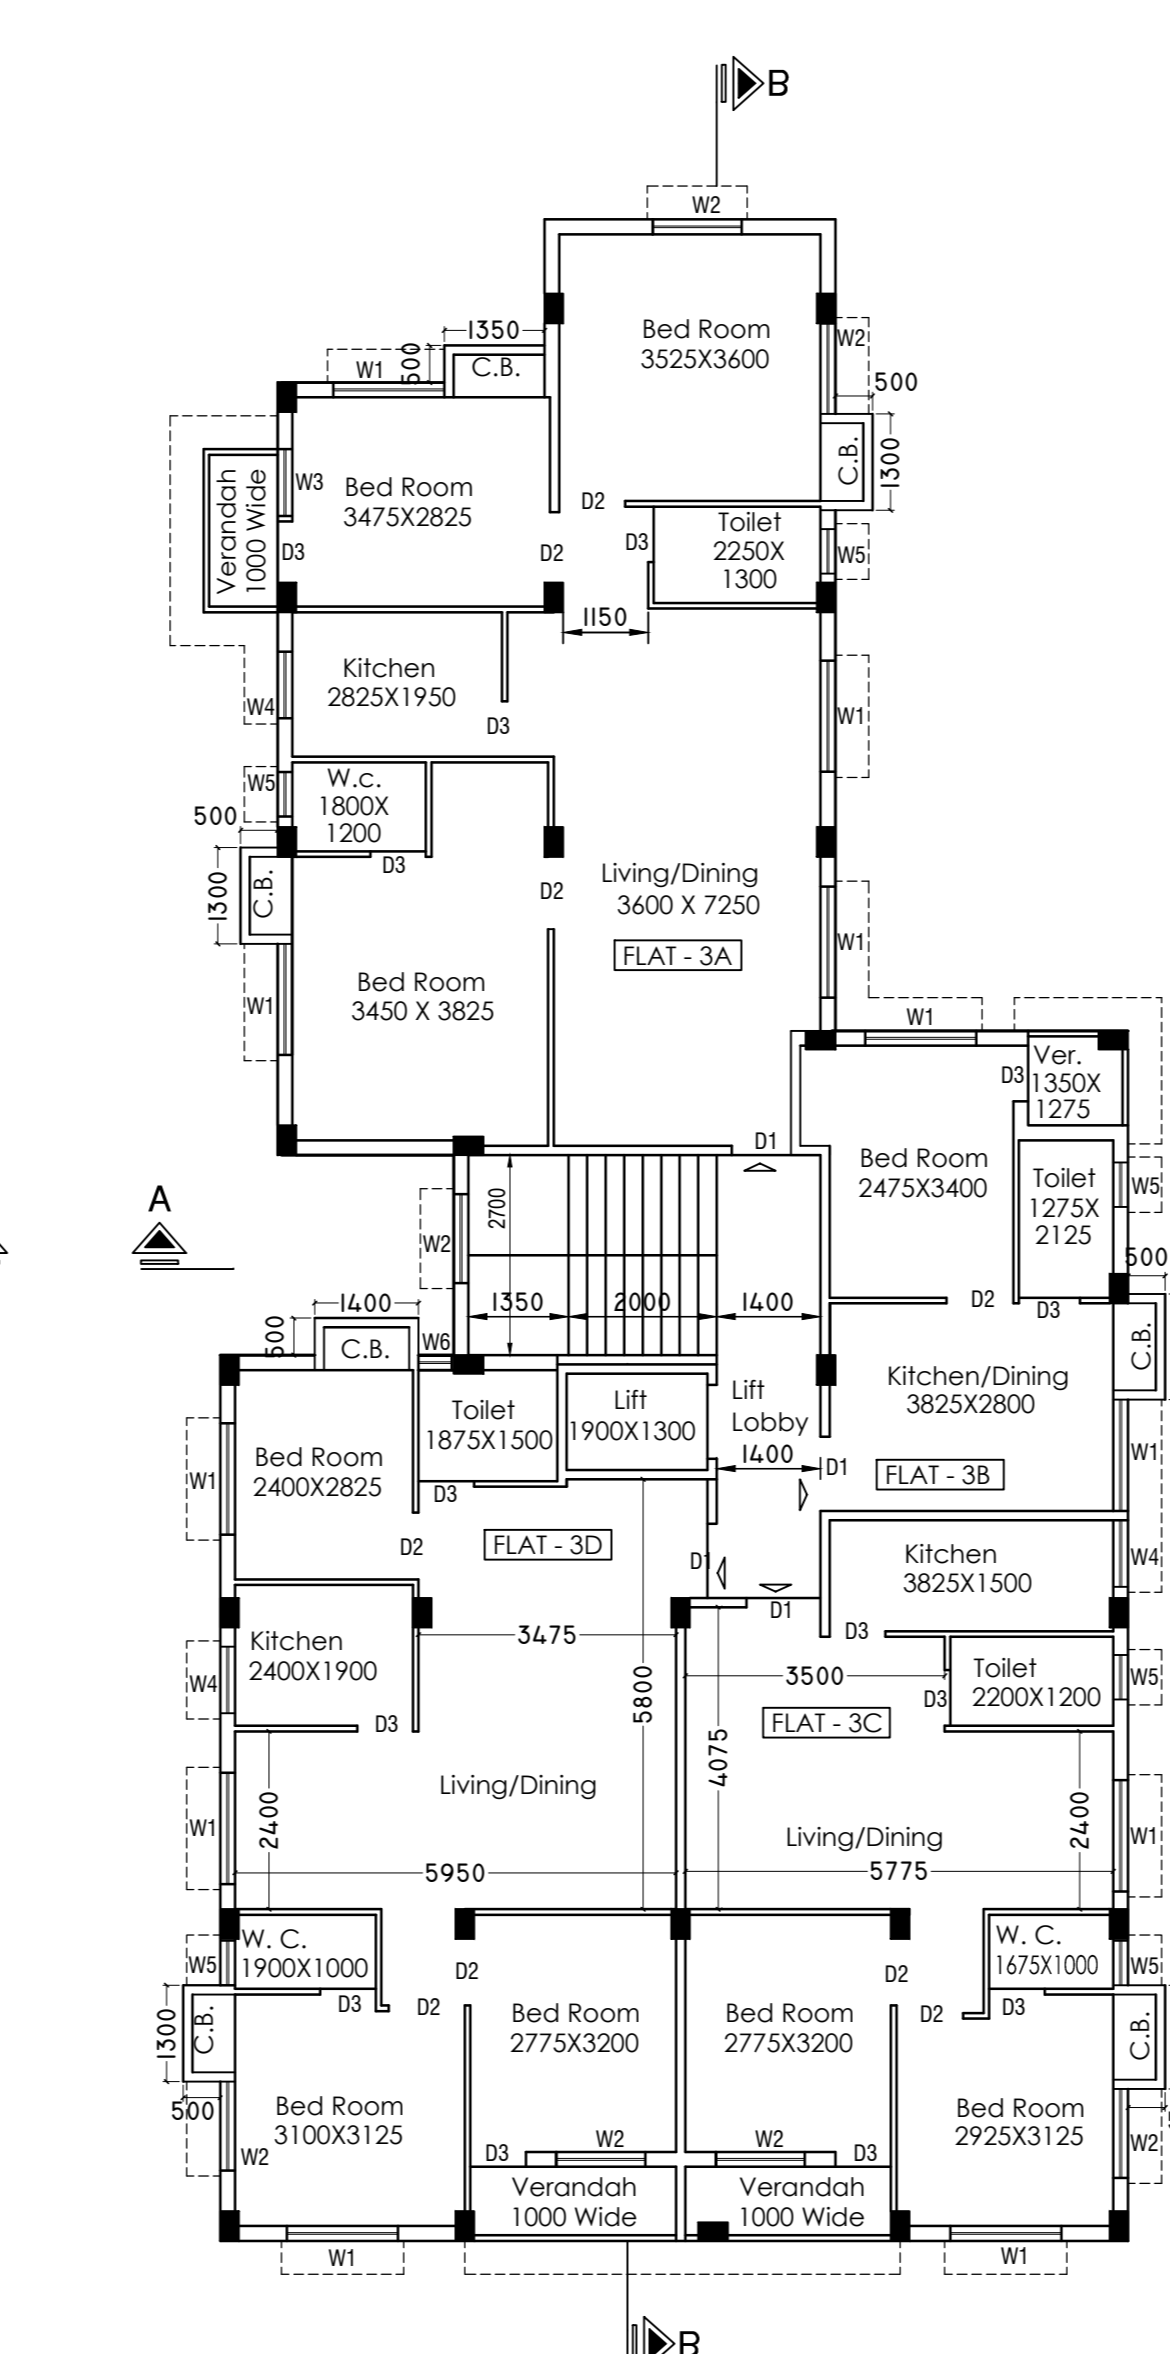 B
W2
Bed Room
3525X3600
W2
500
C.B.
1300
1350
500
C.B.
W1
Verandah
1000 Wide
W3
Bed Room
3475X2825
D3
D2
D2
D3
Toilet
2250X
1300
W5
1150
Kitchen
2825X1950
W4
D3
W1
W5
W.c.
1800X
1200
500
D3
1300
C.B.
D2
Living/Dining
3600 X 7250
FLAT - 3A
W1
Bed Room
3450 X 3825
W1
W1
D3
Ver.
1350X
1275
D1
Bed Room
2475X3400
Toilet
1275X
2125
W5
A
2700
W2
500
1350
2000
1400
D2
D3
1400
500
C.B.
W6
C.B.
Lift
1900X1300
Lift
Lobby
Kitchen/Dining
3825X2800
Toilet
1875X1500
Bed Room
2400X2825
W1
1400
D1
FLAT - 3B
W1
D3
D2
FLAT - 3D
D1
Kitchen
3825X1500
W4
D1
D3
3475
Kitchen
2400X1900
W4
D3
5800
3500
Toilet
2200X1200
W5
D3
FLAT - 3C
4075
2400
Living/Dining
W1
5950
Living/Dining
5775
2400
W1
W. C.
1900X1000
W5
D3
D2
D2
1300
C.B.
500
Bed Room
2775X3200
Bed Room
2775X3200
D2
D2
D3
W. C.
1675X1000
W5
C.B.
Bed Room
3100X3125
W2
Bed Room
2925X3125
W2
D3
W2
W2
D3
Verandah
1000 Wide
Verandah
1000 Wide
W1
W1
B